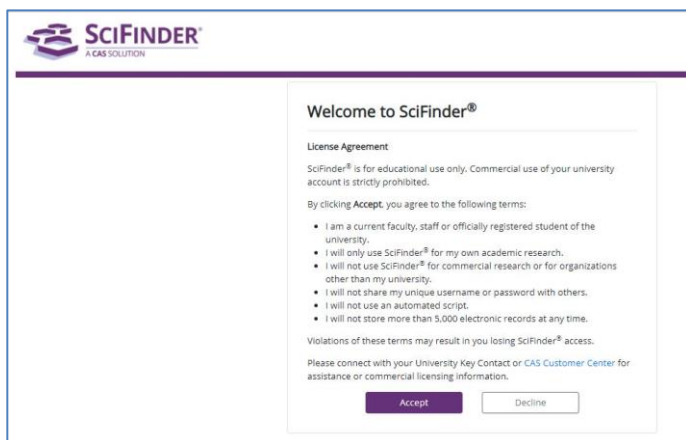 SCIFINDER®
A CAS SOLUTION
Welcome to SciFinder®
License Agreement
SciFinder® is for educational use only. Commercial use of your university
account is strictly prohibited.
By clicking Accept, you agree to the following terms:
• I am a current faculty, staff or officially registered student of the
university.
• I will only use SciFinder® for my own academic research.
• I will not use SciFinder® for commercial research or for organizations
other than my university.
• I will not share my unique username or password with others.
• I will not use an automated script.
• I will not store more than 5,000 electronic records at any time.
Violations of these terms may result in you losing SciFinder® access.
Please connect with your University Key Contact or CAS Customer Center for
assistance or commercial licensing information.
Accept
Decline